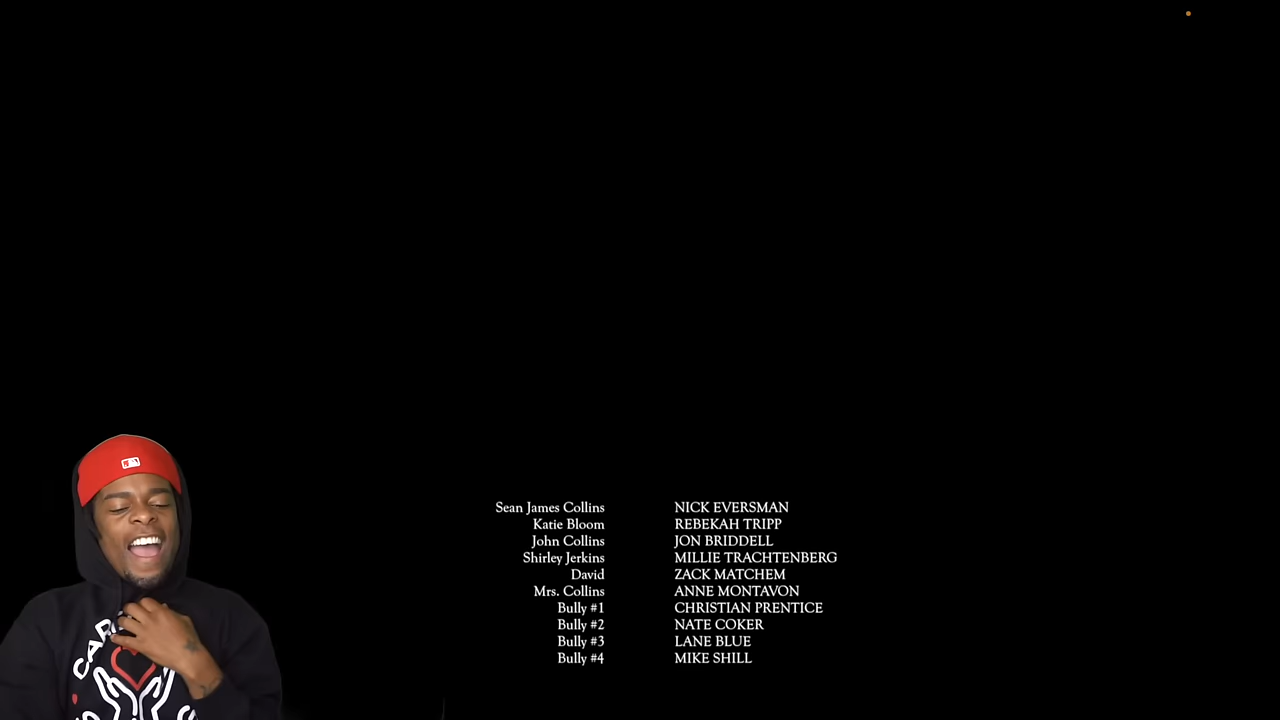 Sean James Collins NICK EVERSMAN
Katie Bloom REBEKAH TRIPP
John Collins JON BRIDDELL
Shirley Jerkins MILLIE TRACHTENBERG
David ZACK MATCHEM
Mrs. Collins ANNE MONTAVON
Bully #1 CHRISTIAN PRENTICE
Bully #2 NATE COKER
Bully #3 LANE BLUE
Bully #4 MIKE SHILL